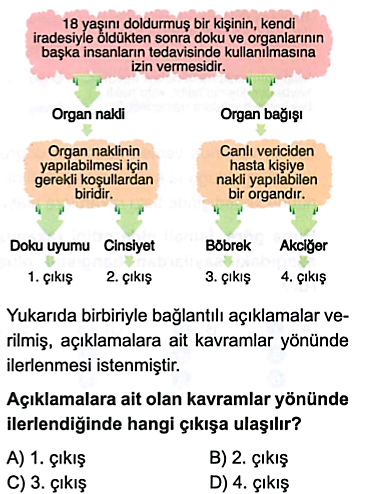 18 yaşını doldurmuş bir kişinin, kendi
iradesiyle öldükten sonra doku ve organlarının
başka insanların tedavisinde kullanılmasına
izin vermesidir.
Organ nakli
Organ bağışı
Organ naklinin
yapılabilmesi için
gerekli koşullardan
biridir.
Canlı vericiden
hasta kişiye
nakli yapılabilen
bir organdır.
Doku uyumu Cinsiyet Böbrek Akciğer
1. çıkış 2. çıkış 3. çıkış 4. çıkış
Yukarıda birbiriyle bağlantılı açıklamalar ve-
rilmiş, açıklamalara ait kavramlar yönünde
ilerlenmesi istenmiştir.
Açıklamalara ait olan kavramlar yönünde
ilerlendiğinde hangi çıkışa ulaşılır?
A) 1. çıkış B) 2. çıkış
C) 3. çıkış D) 4. çıkış